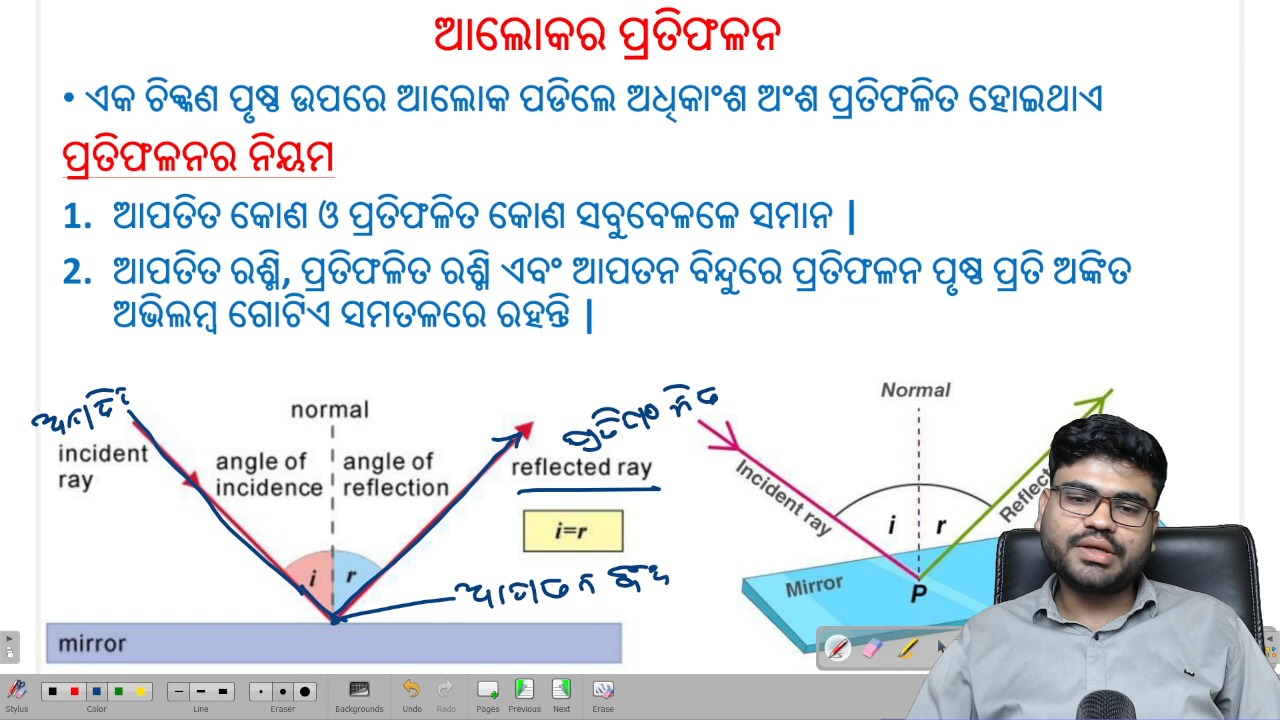 ଆଲୋକର ପ୍ରତିଫଳନ
• ଏକ ଚିକ୍କଣ ପୃଷ୍ଠ ଉପରେ ଆଲୋକ ପଡିଲେ ଅଧିକାଂଶ ଅଂଶ ପ୍ରତିଫଳିତ ହୋଇଥାଏ
ପ୍ରତିଫଳନର ନିୟମ
1. ଆପତିତ କୋଣ ଓ ପ୍ରତିଫଳିତ କୋଣ ସବୁବେଳଳେ ସମାନ |
2. ଆପତିତ ରଶ୍ମି, ପ୍ରତିଫଳିତ ରଶ୍ମି ଏବଂ ଆପତନ ବିନ୍ଦୁରେ ପ୍ରତିଫଳନ ପୃଷ୍ଠ ପ୍ରତି ଅଙ୍କିତ
ଅଭିଲମ୍ବ ଗୋଟିଏ ସମତଳରେ ରହନ୍ତି |
normal
incident
ray
angle of
incidence
angle of
reflection
reflected ray
i=r
i
r
ଆପତନ
mirror
Normal
Incident ray
i
r
Mirror
P
Stylus
Color
Line
Eraser
Backgrounds
Undo
Redo
Pages
Previous
Next
Erase